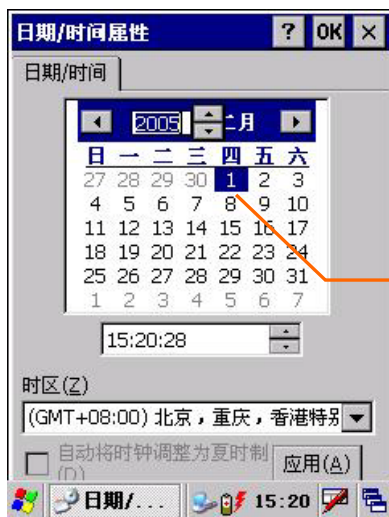 日期/时间属性 ? OK ×
日期/时间
2005 二月
日 一 二 三 四 五 六
27 28 29 30 1 2 3
4 5 6 7 8 9 10
11 12 13 14 15 16 17
18 19 20 21 22 23 24
25 26 27 28 29 30 31
1 2 3 4 5 6 7
15:20:28
时区(Z)
(GMT+08:00) 北京，重庆，香港特别
自动将时钟调整为夏时制
(D)
应用(A)
日期/... 15:20